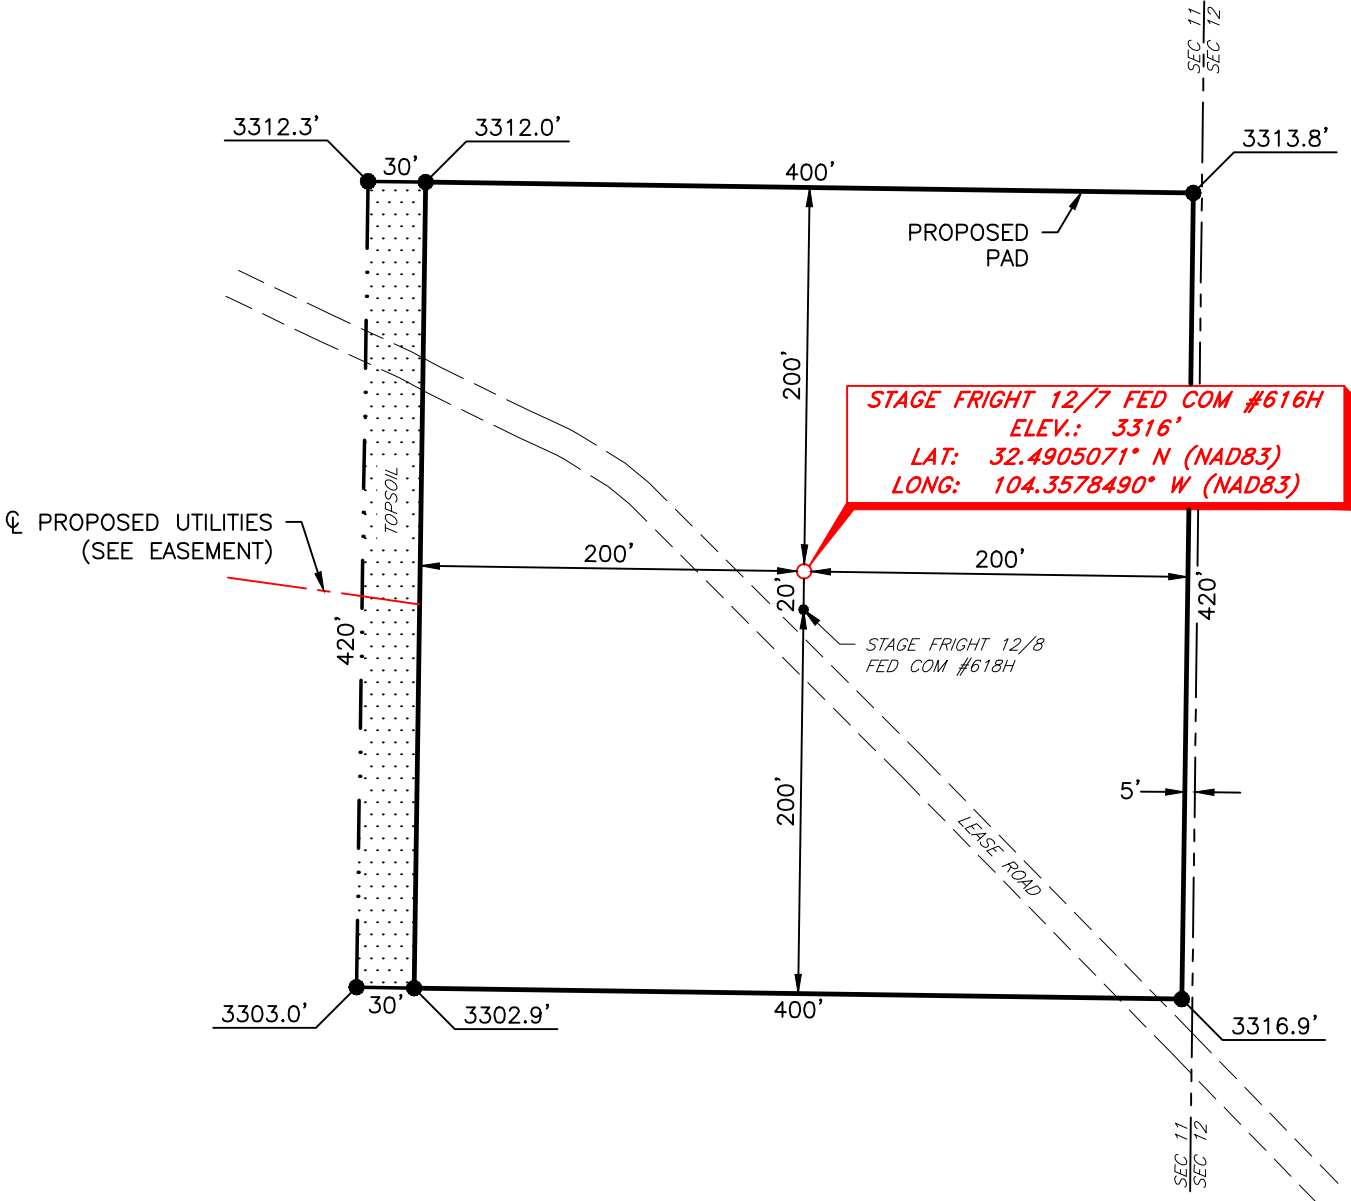 SEC 11
SEC 12
3312.3'
3312.0'
3313.8'
30'
400'
PROPOSED
PAD
200'
STAGE FRIGHT 12/7 FED COM #616H
ELEV.: 3316'
LAT: 32.4905071° N (NAD83)
LONG: 104.3578490° W (NAD83)
TOPSOIL
℄ PROPOSED UTILITIES
(SEE EASEMENT)
200'
200'
20'
420'
420'
STAGE FRIGHT 12/8
FED COM #618H
200'
5'
LEASE ROAD
3303.0'
30'
3302.9'
400'
3316.9'
SEC 11
SEC 12